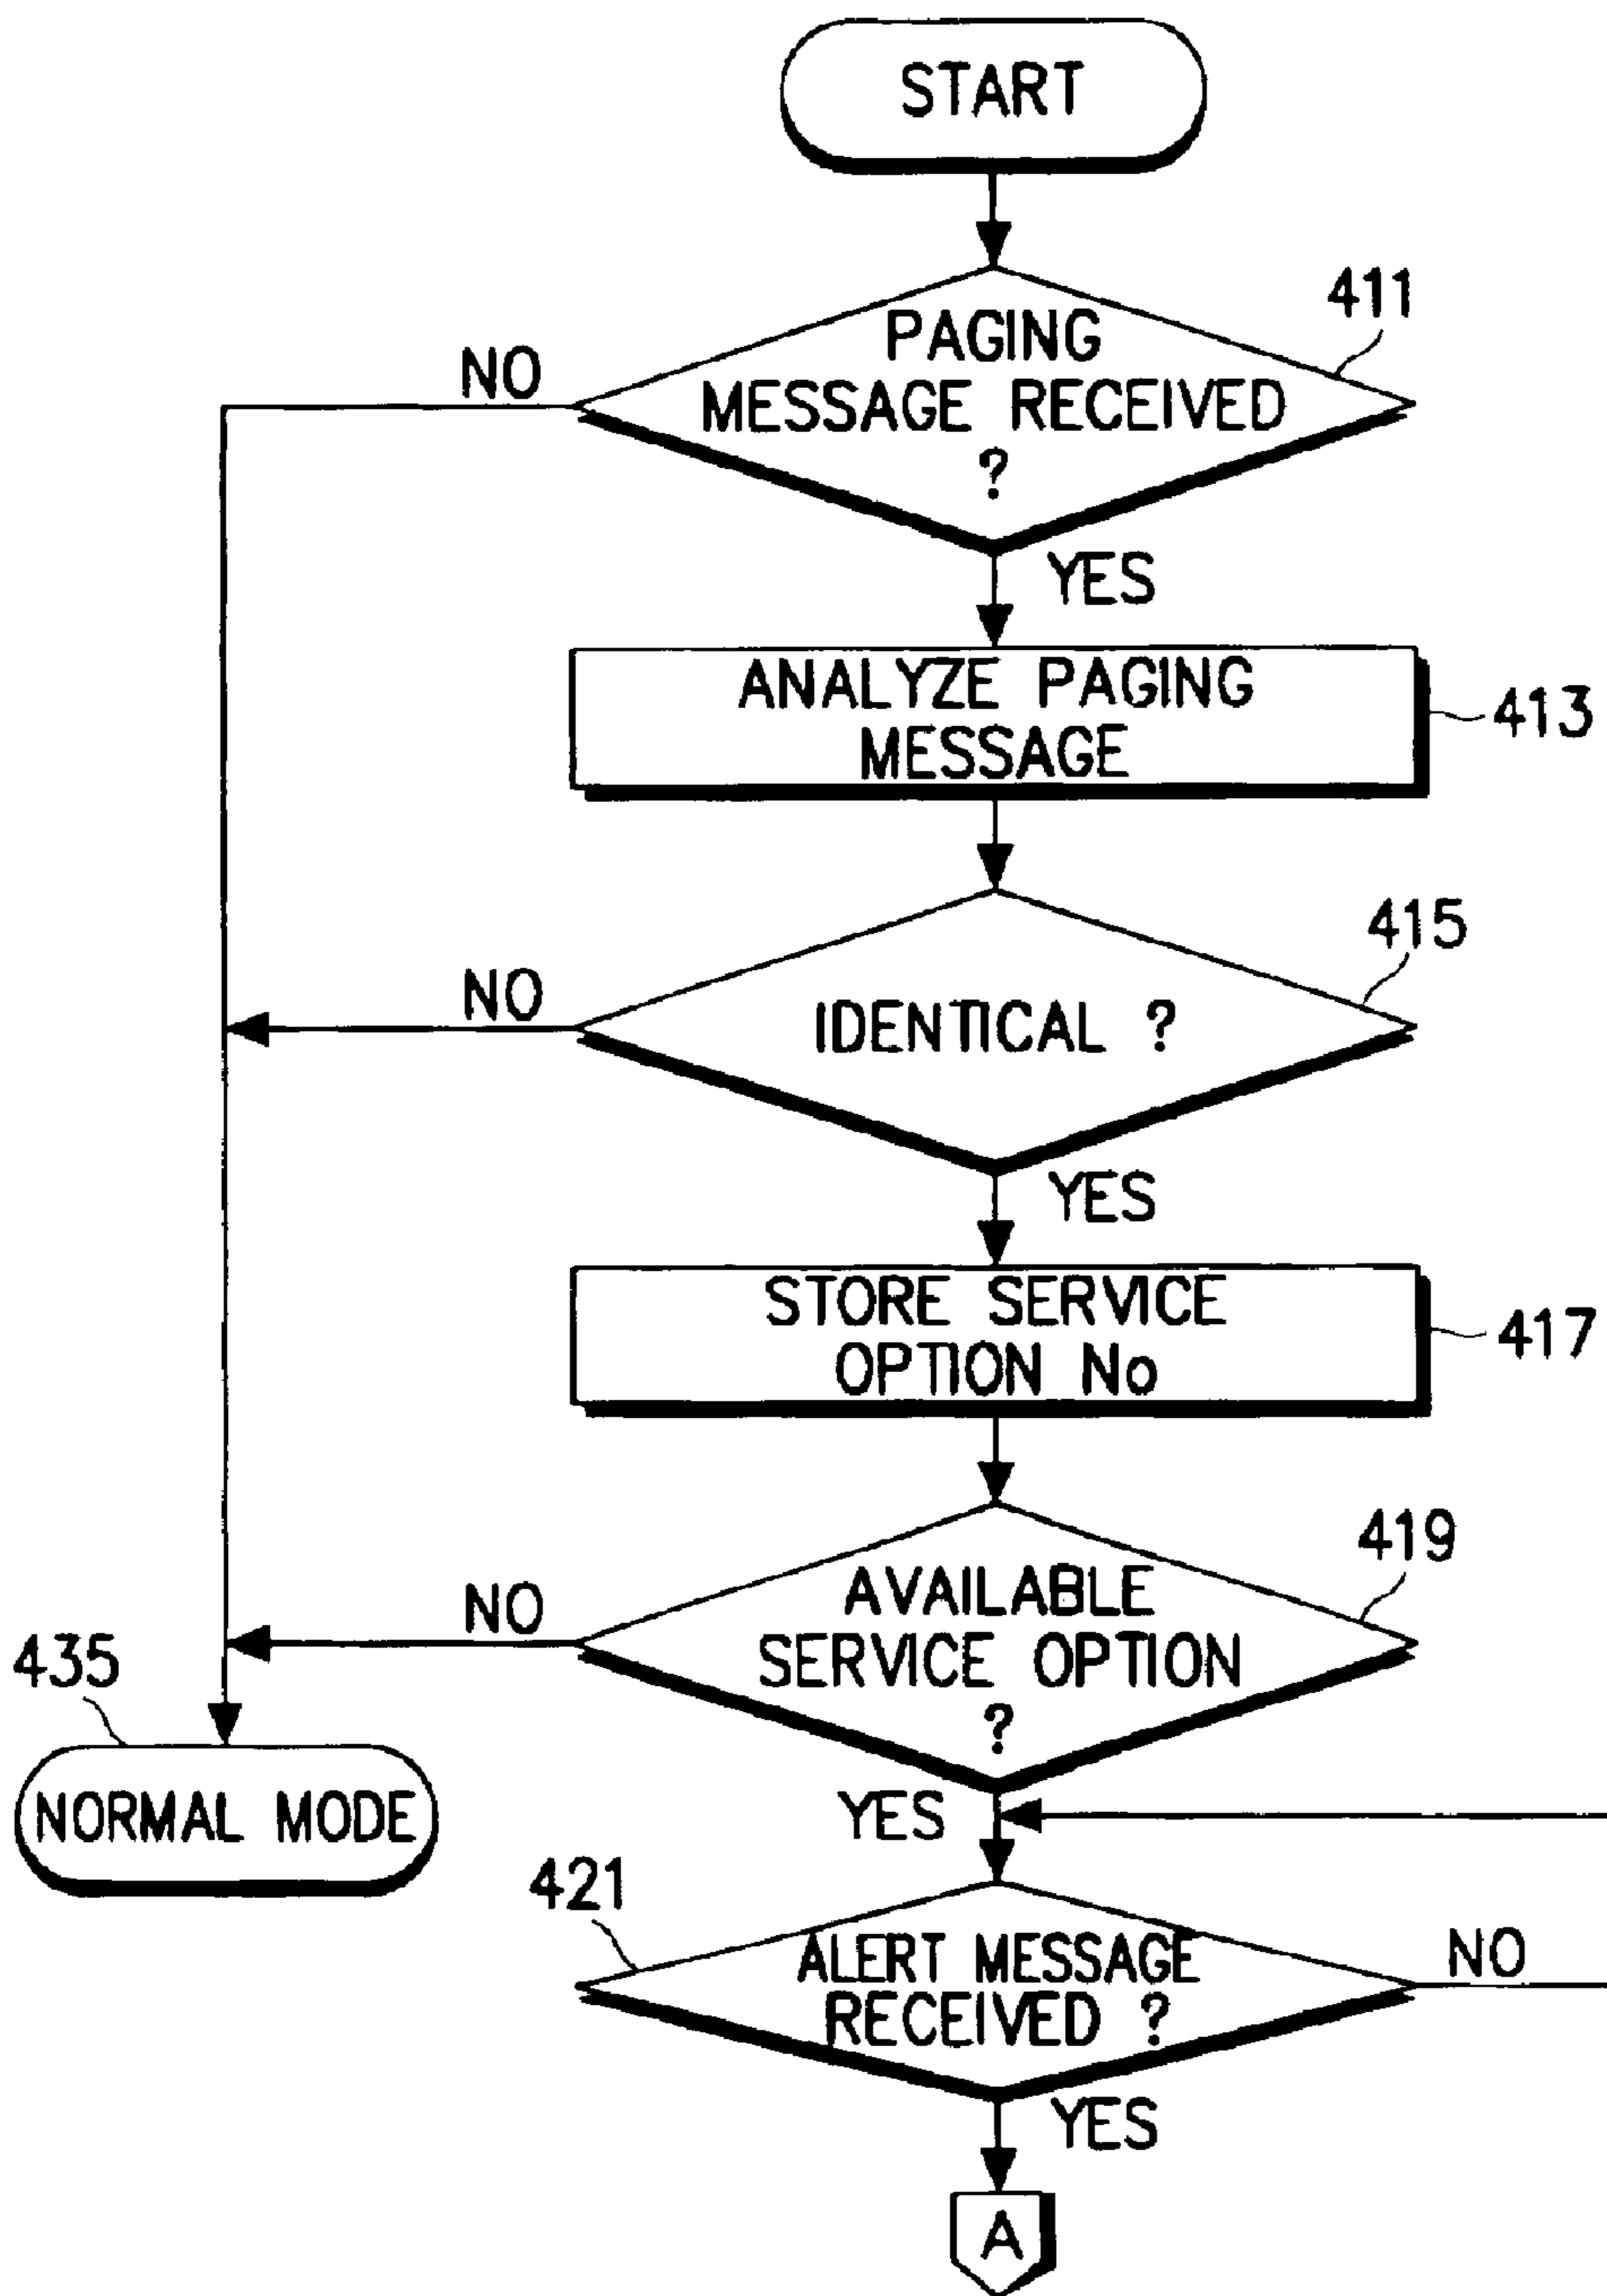 START
411
PAGING
MESSAGE RECEIVED
?
NO
YES
ANALYZE PAGING
MESSAGE
413
415
IDENTICAL ?
NO
YES
STORE SERVICE
OPTION No
417
419
AVAILABLE
SERVICE OPTION
?
NO
YES
435
NORMAL MODE
421
ALERT MESSAGE
RECEIVED ?
NO
YES
A